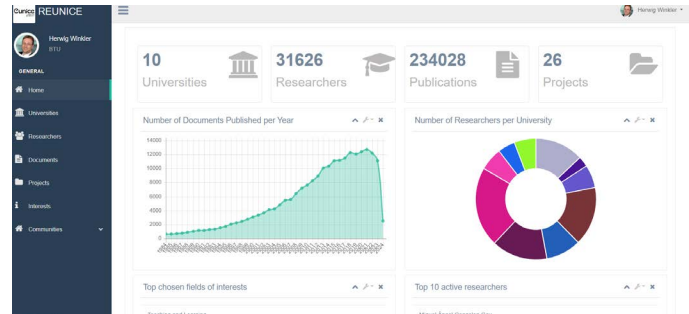 eunice REUNICE
Herwig Winkler
Herwig Winkler
BTU
GENERAL
Home
Universities
Researchers
Documents
Projects
i Interests
Communities
10
Universities
31626
Researchers
234028
Publications
26
Projects
Number of Documents Published per Year
14000
12000
10000
8000
6000
4000
2000
0
Number of Researchers per University
Top chosen fields of interests
Top 10 active researchers